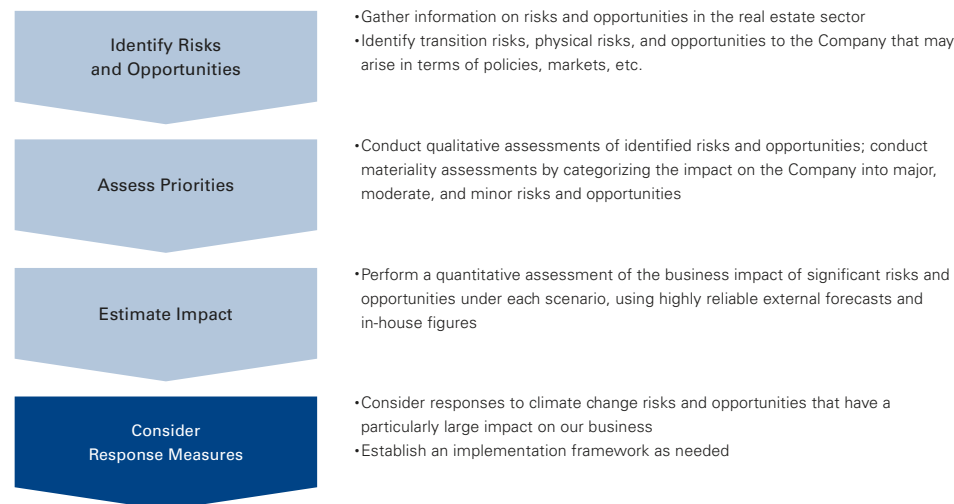 Identify Risks
and Opportunities
•Gather information on risks and opportunities in the real estate sector
•Identify transition risks, physical risks, and opportunities to the Company that may
arise in terms of policies, markets, etc.
Assess Priorities
•Conduct qualitative assessments of identified risks and opportunities; conduct
materiality assessments by categorizing the impact on the Company into major,
moderate, and minor risks and opportunities
Estimate Impact
•Perform a quantitative assessment of the business impact of significant risks and
opportunities under each scenario, using highly reliable external forecasts and
in-house figures
Consider
Response Measures
•Consider responses to climate change risks and opportunities that have a
particularly large impact on our business
•Establish an implementation framework as needed